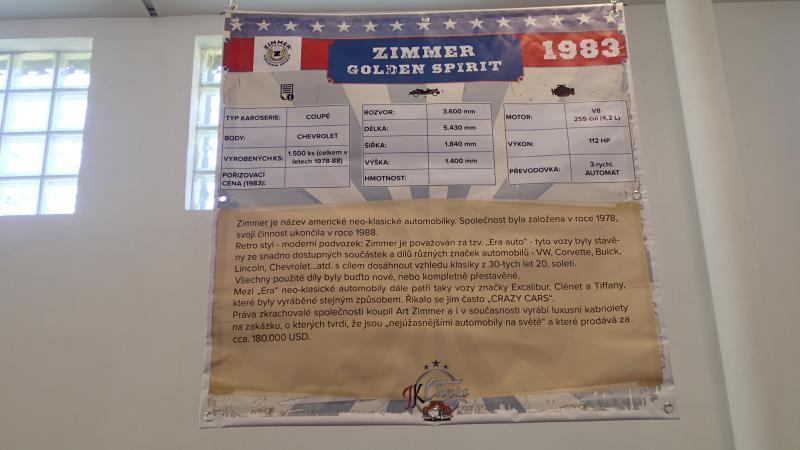 ZIMMER
ZIMMER
GOLDEN SPIRIT
1983
TYP KAROSERIE: COUPÉ
BODY: CHEVROLET
VYROBENÝCH KS: 1.500 ks (celkem v letech 1978-88)
POŘIZOVACÍ CENA (1983):
ROZVOR: 3.600 mm
DÉLKA: 5.430 mm
ŠÍŘKA: 1.840 mm
VÝŠKA: 1.400 mm
HMOTNOST:
MOTOR: V8 255 cui (4,2 L)
VÝKON: 112 HP
PŘEVODOVKA: 3-rychl. AUTOMAT
Zimmer je název americké neo-klasické automobilky. Společnost byla založena v roce 1978,
svoji činnost ukončila v roce 1988.
Retro styl - moderní podvozek: Zimmer je považován za tzv. „Era auto" - tyto vozy byly stavě-
ny ze snadno dostupných součástek a dílů různých značek automobilů - VW, Corvette, Buick,
Lincoln, Chevrolet...atd. s cílem dosáhnout vzhledu klasiky z 30-tých let 20. soletí.
Všechny použité díly byly buďto nové, nebo kompletně přestavěné.
Mezi „Era" neo-klasické automobily dále patří taky vozy značky Excalibur, Clénet a Tiffany,
které byly vyráběné stejným způsobem. Říkalo se jim často „CRAZY CARS".
Práva zkrachovalé společnosti koupil Art Zimmer a i v současnosti vyrábí luxusní kabriolety
na zakázku, o kterých tvrdí, že jsou „nejúžasnějšími automobily na světě" a které prodává za
cca. 180.000 USD.
JK Classics